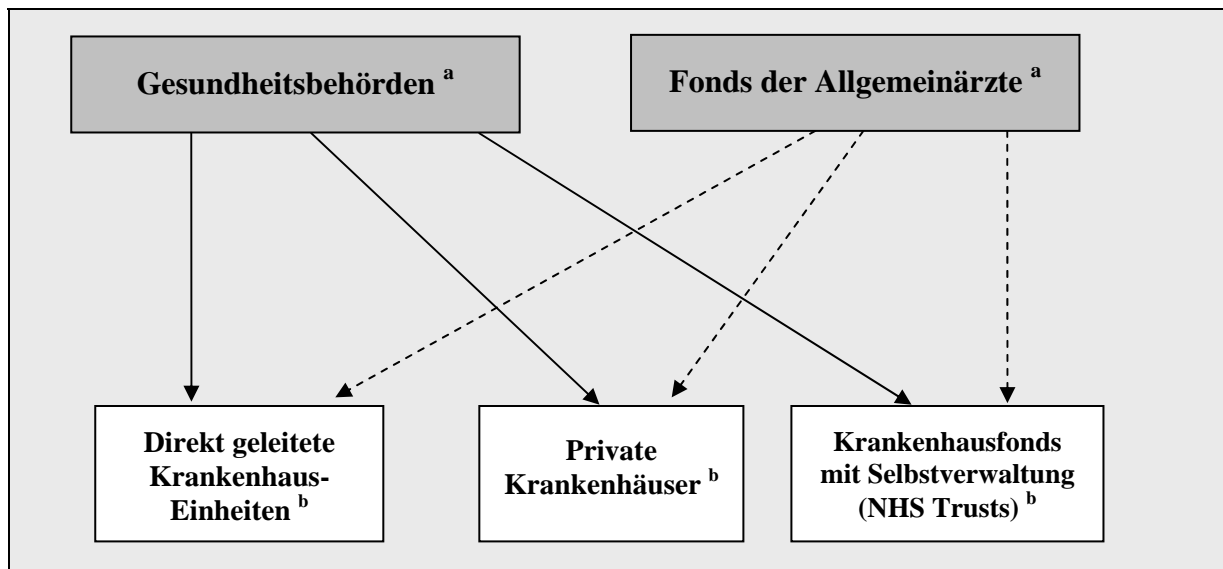 Gesundheitsbehörden a
Fonds der Allgemeinärzte a
Direkt geleitete
Krankenhaus-
Einheiten b
Private
Krankenhäuser b
Krankenhausfonds
mit Selbstverwaltung
(NHS Trusts) b